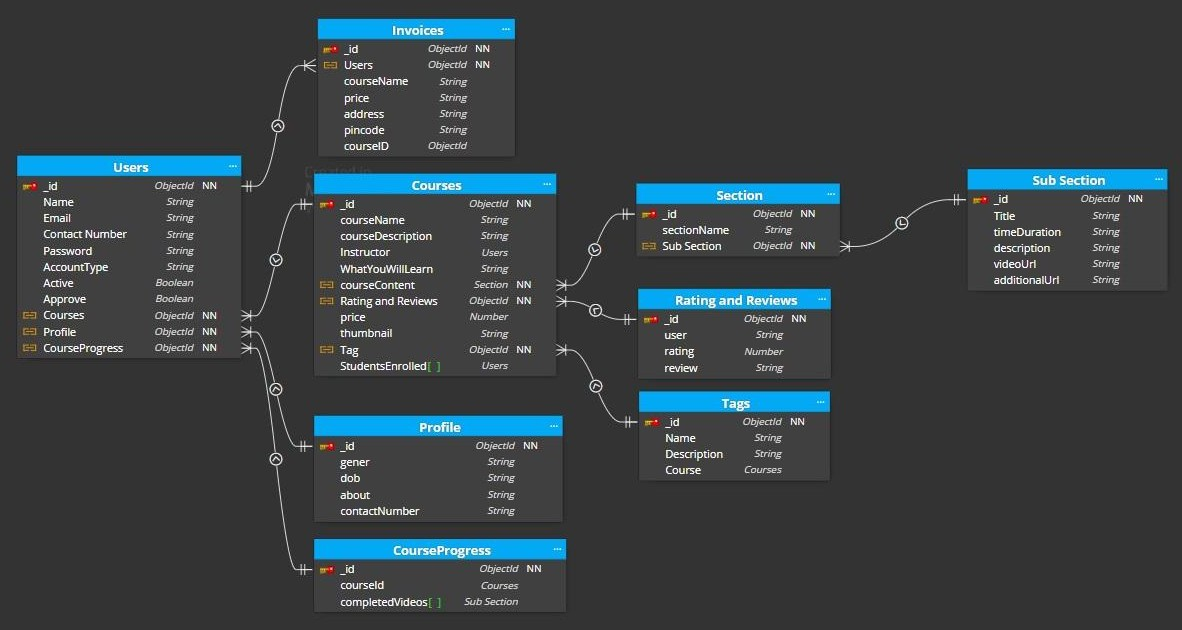 Invoices ...
_id ObjectId NN
Users ObjectId NN
courseName String
price String
address String
pincode String
courseID ObjectId
Users ...
_id ObjectId NN
Name String
Email String
Contact Number String
Password String
AccountType String
Active Boolean
Approve Boolean
Courses ObjectId NN
Profile ObjectId NN
CourseProgress ObjectId NN
Courses ...
_id ObjectId NN
courseName String
courseDescription String
Instructor Users
WhatYouWillLearn String
courseContent Section NN
Rating and Reviews ObjectId NN
price Number
thumbnail String
Tag ObjectId NN
StudentsEnrolled[ ] Users
Section ...
_id ObjectId NN
sectionName String
Sub Section ObjectId NN
Sub Section ...
_id ObjectId NN
Title String
timeDuration String
description String
videoUrl String
additionalUrl String
Rating and Reviews ...
_id ObjectId NN
user String
rating Number
review String
Tags ...
_id ObjectId NN
Name String
Description String
Course Courses
Profile ...
_id ObjectId NN
gener String
dob String
about String
contactNumber String
CourseProgress ...
_id ObjectId NN
courseId Courses
completedVideos[ ] Sub Section